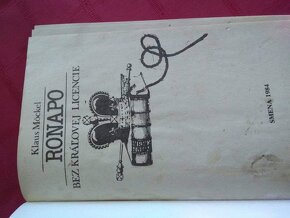 Klaus Möckel
RONAPO
BEZ KRÁĽOVEJ LICENCIE
SMENA 1984